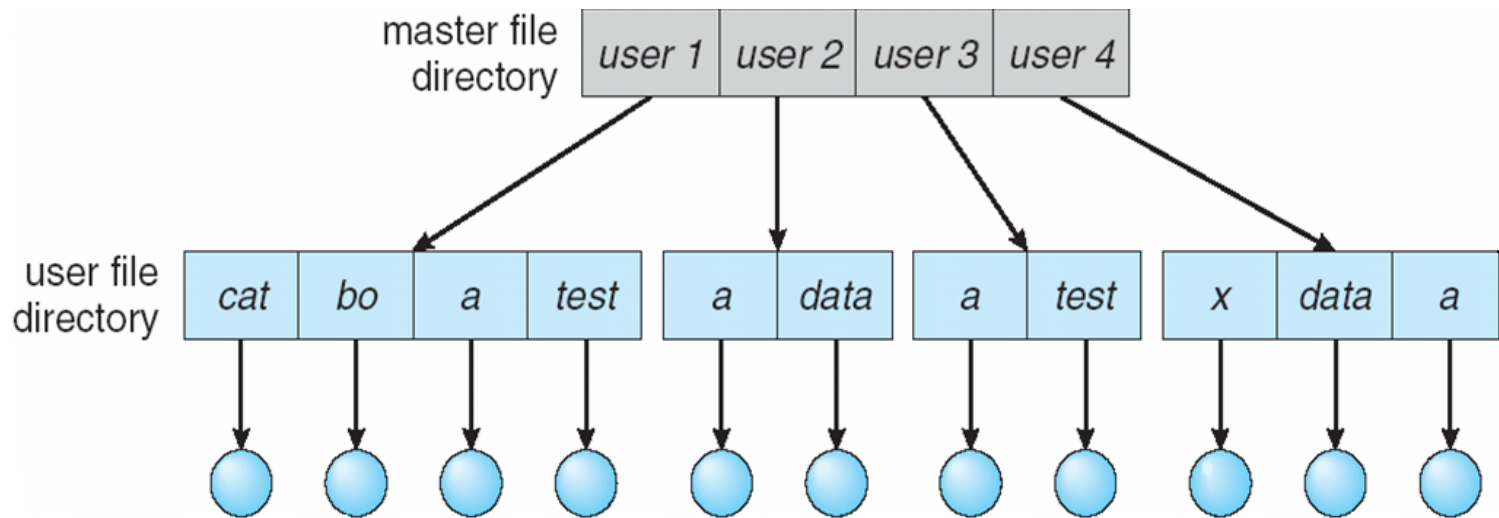 master file
directory
user 1 user 2 user 3 user 4
user file
directory
cat bo a test a data a test x data a